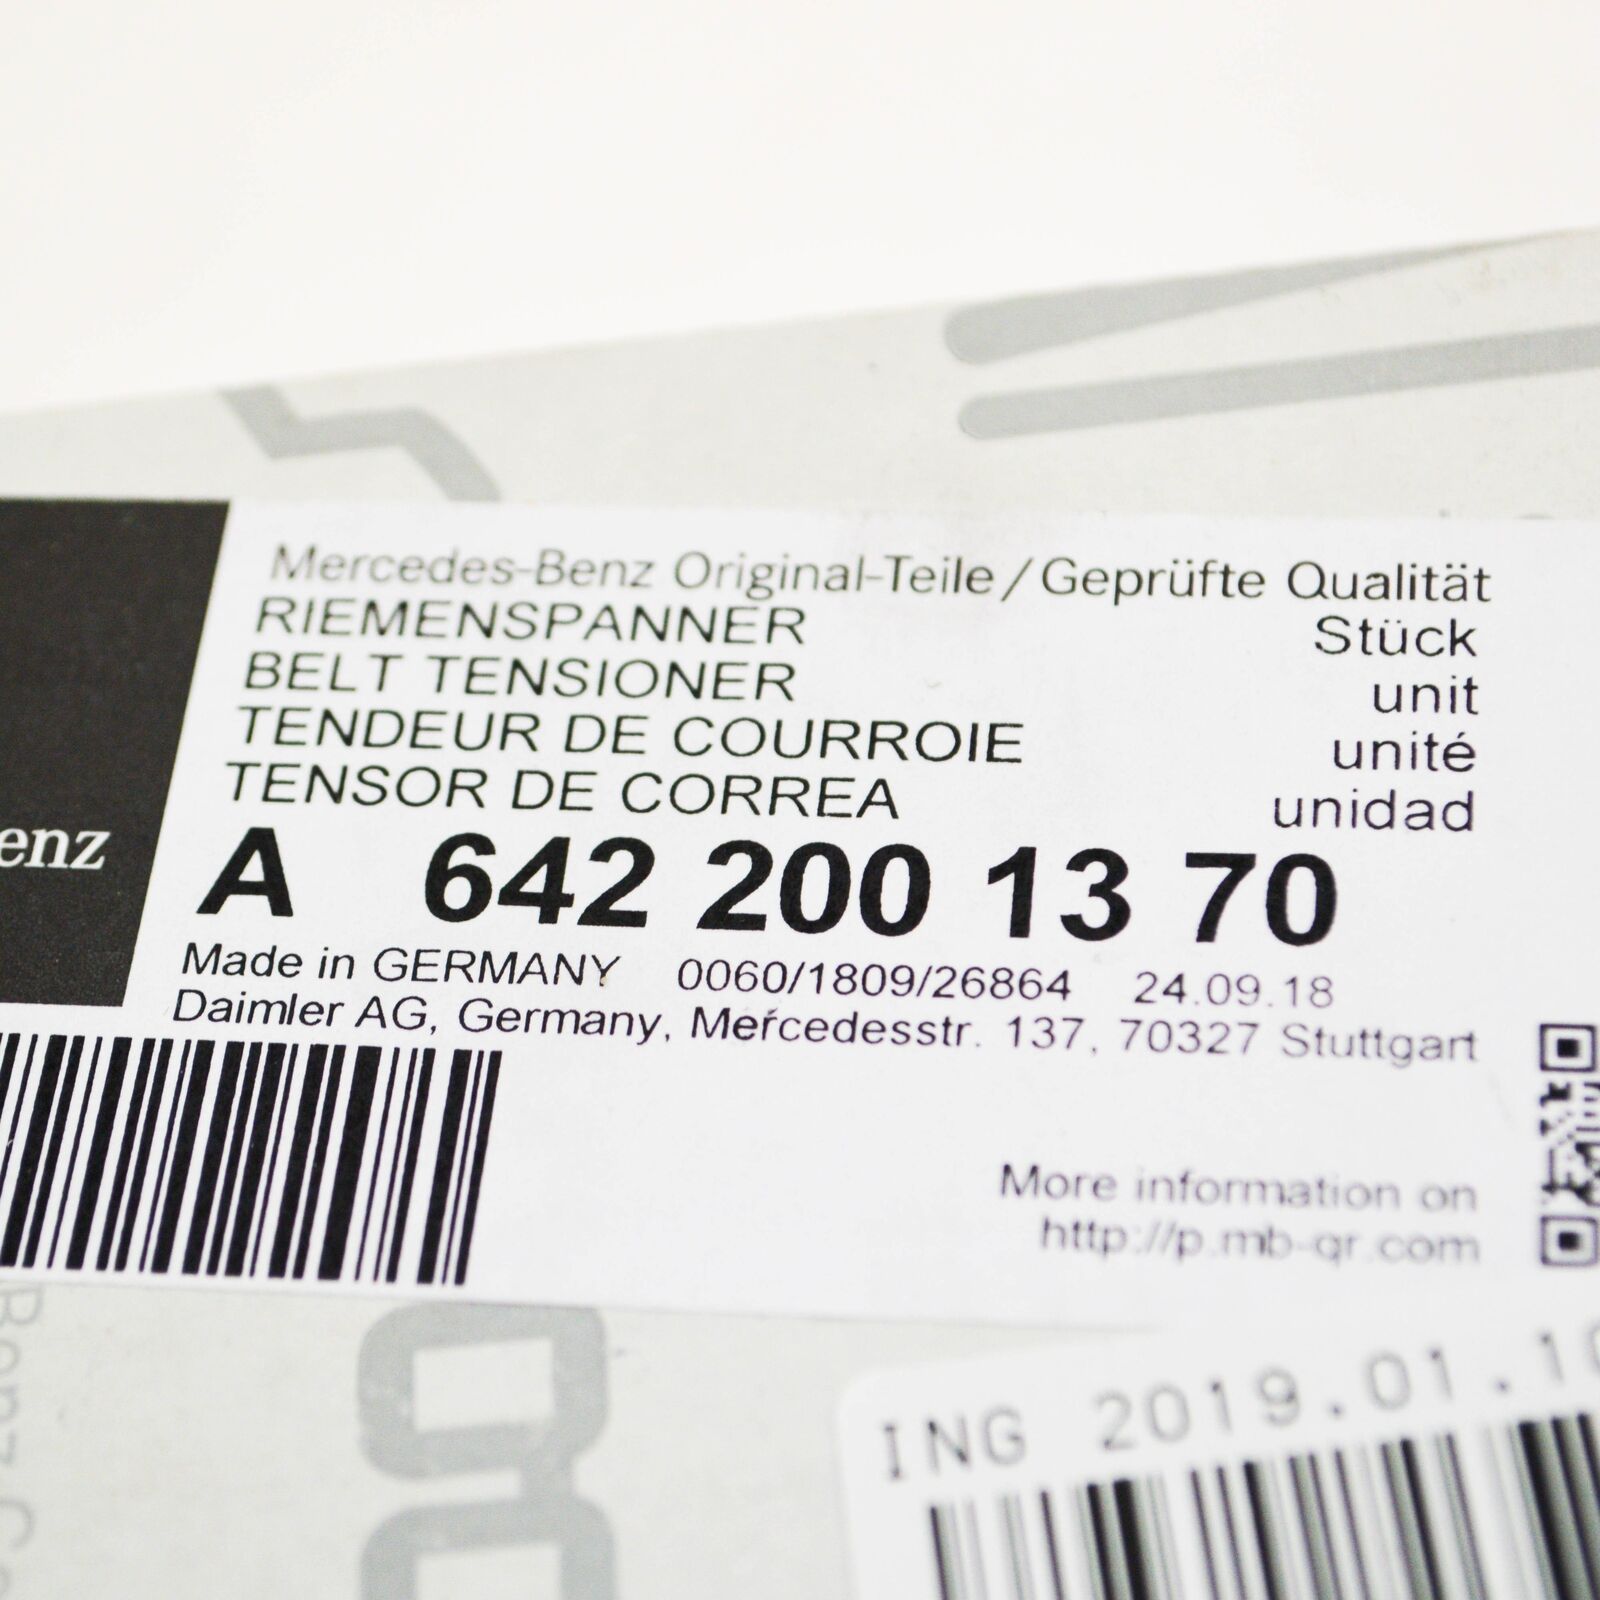 Mercedes-Benz Original-Teile / Geprüfte Qualität
RIEMENSPANNER Stück
BELT TENSIONER unit
TENDEUR DE COURROIE unité
TENSOR DE CORREA unidad
enz
A 642 200 13 70
Made in GERMANY 0060/1809/26864 24.09.18
Daimler AG, Germany, Mercedesstr. 137, 70327 Stuttgart
More information on
http://p.mb-qr.com
ING 2019.01.10
Benz